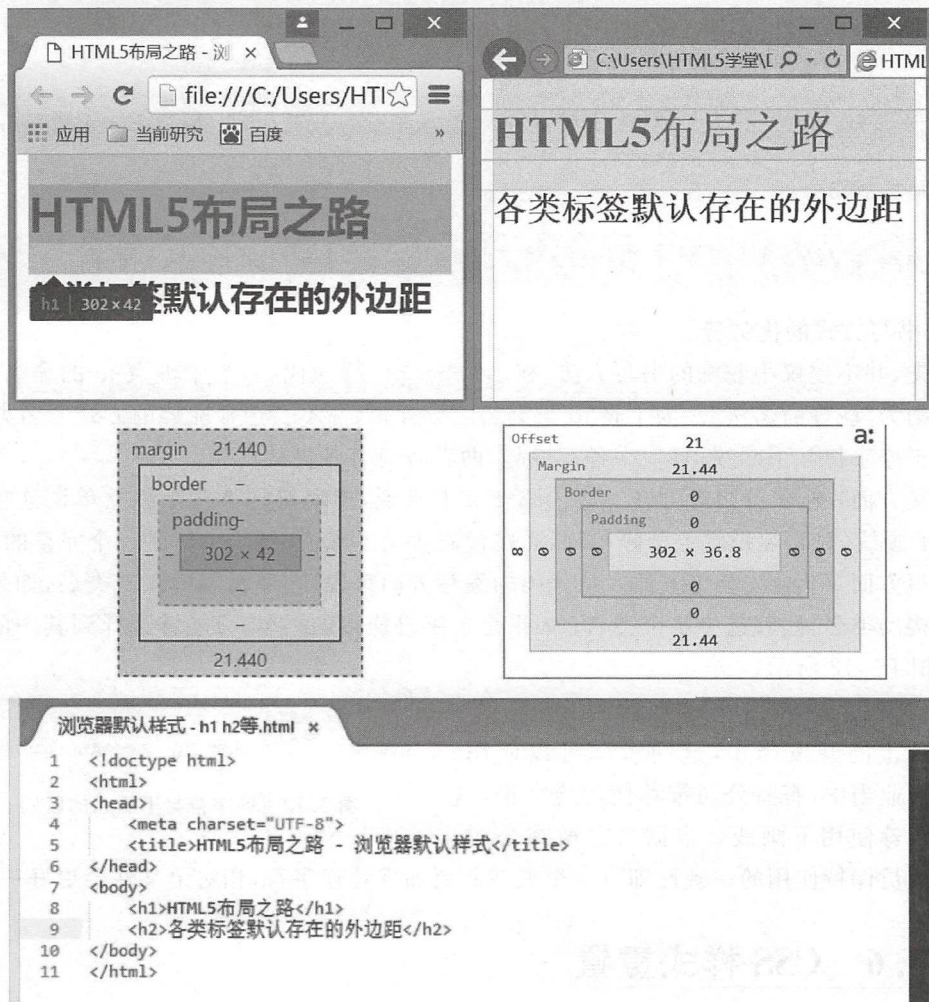 HTML5布局之路 - 浏
file:///C:/Users/HTI
应用 当前研究 百度 »
HTML5布局之路
签默认存在的外边距
h1 302×42
C:\Users\HTML5学堂\
HTML
HTML5布局之路
各类标签默认存在的外边距
margin 21.440
border –
padding–
302 × 42
–
–
21.440
Offset 21
Margin 21.44
Border 0
Padding 0
8 0 0 0 302 × 36.8 0 0 0
0
0
21.44
a:
浏览器默认样式 - h1 h2等.html ×
1 <!doctype html>
2 <html>
3 <head>
4 <meta charset="UTF-8">
5 <title>HTML5布局之路 - 浏览器默认样式</title>
6 </head>
7 <body>
8 <h1>HTML5布局之路</h1>
9 <h2>各类标签默认存在的外边距</h2>
10 </body>
11 </html>